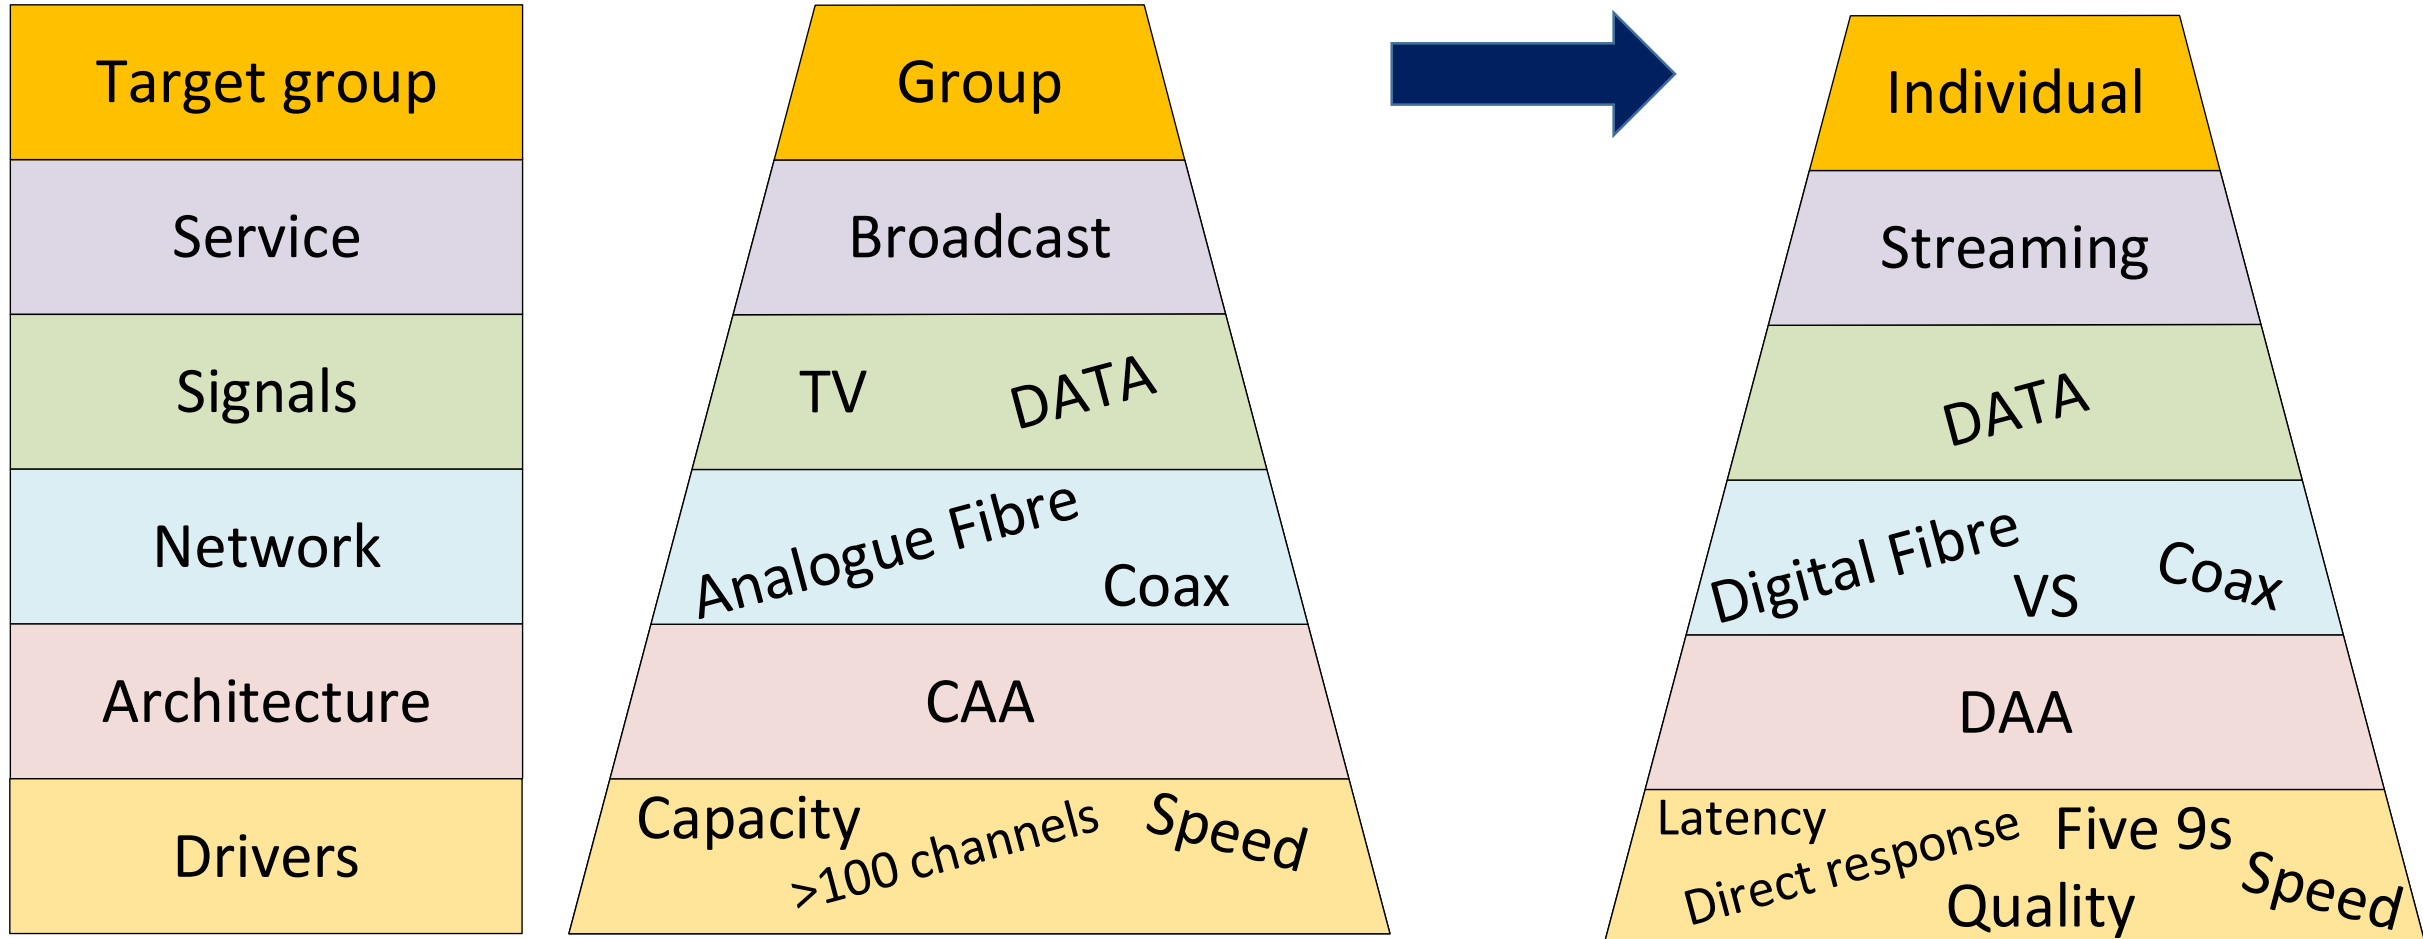 Target group
Service
Signals
Network
Architecture
Drivers
Group
Broadcast
TV
DATA
Analogue Fibre
Coax
CAA
Capacity
>100 channels
Speed
Individual
Streaming
DATA
Digital Fibre
VS
Coax
DAA
Latency
Direct response
Five 9s
Quality
Speed